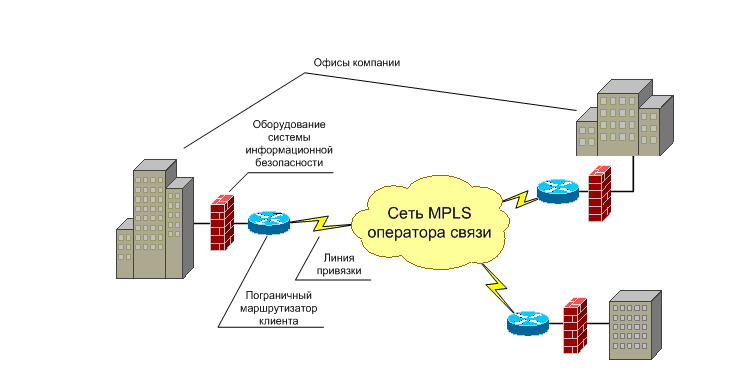 Офисы компании
Оборудование
системы
информационной
безопасности
Сеть MPLS
оператора связи
Линия
привязки
Пограничный
маршрутизатор
клиента